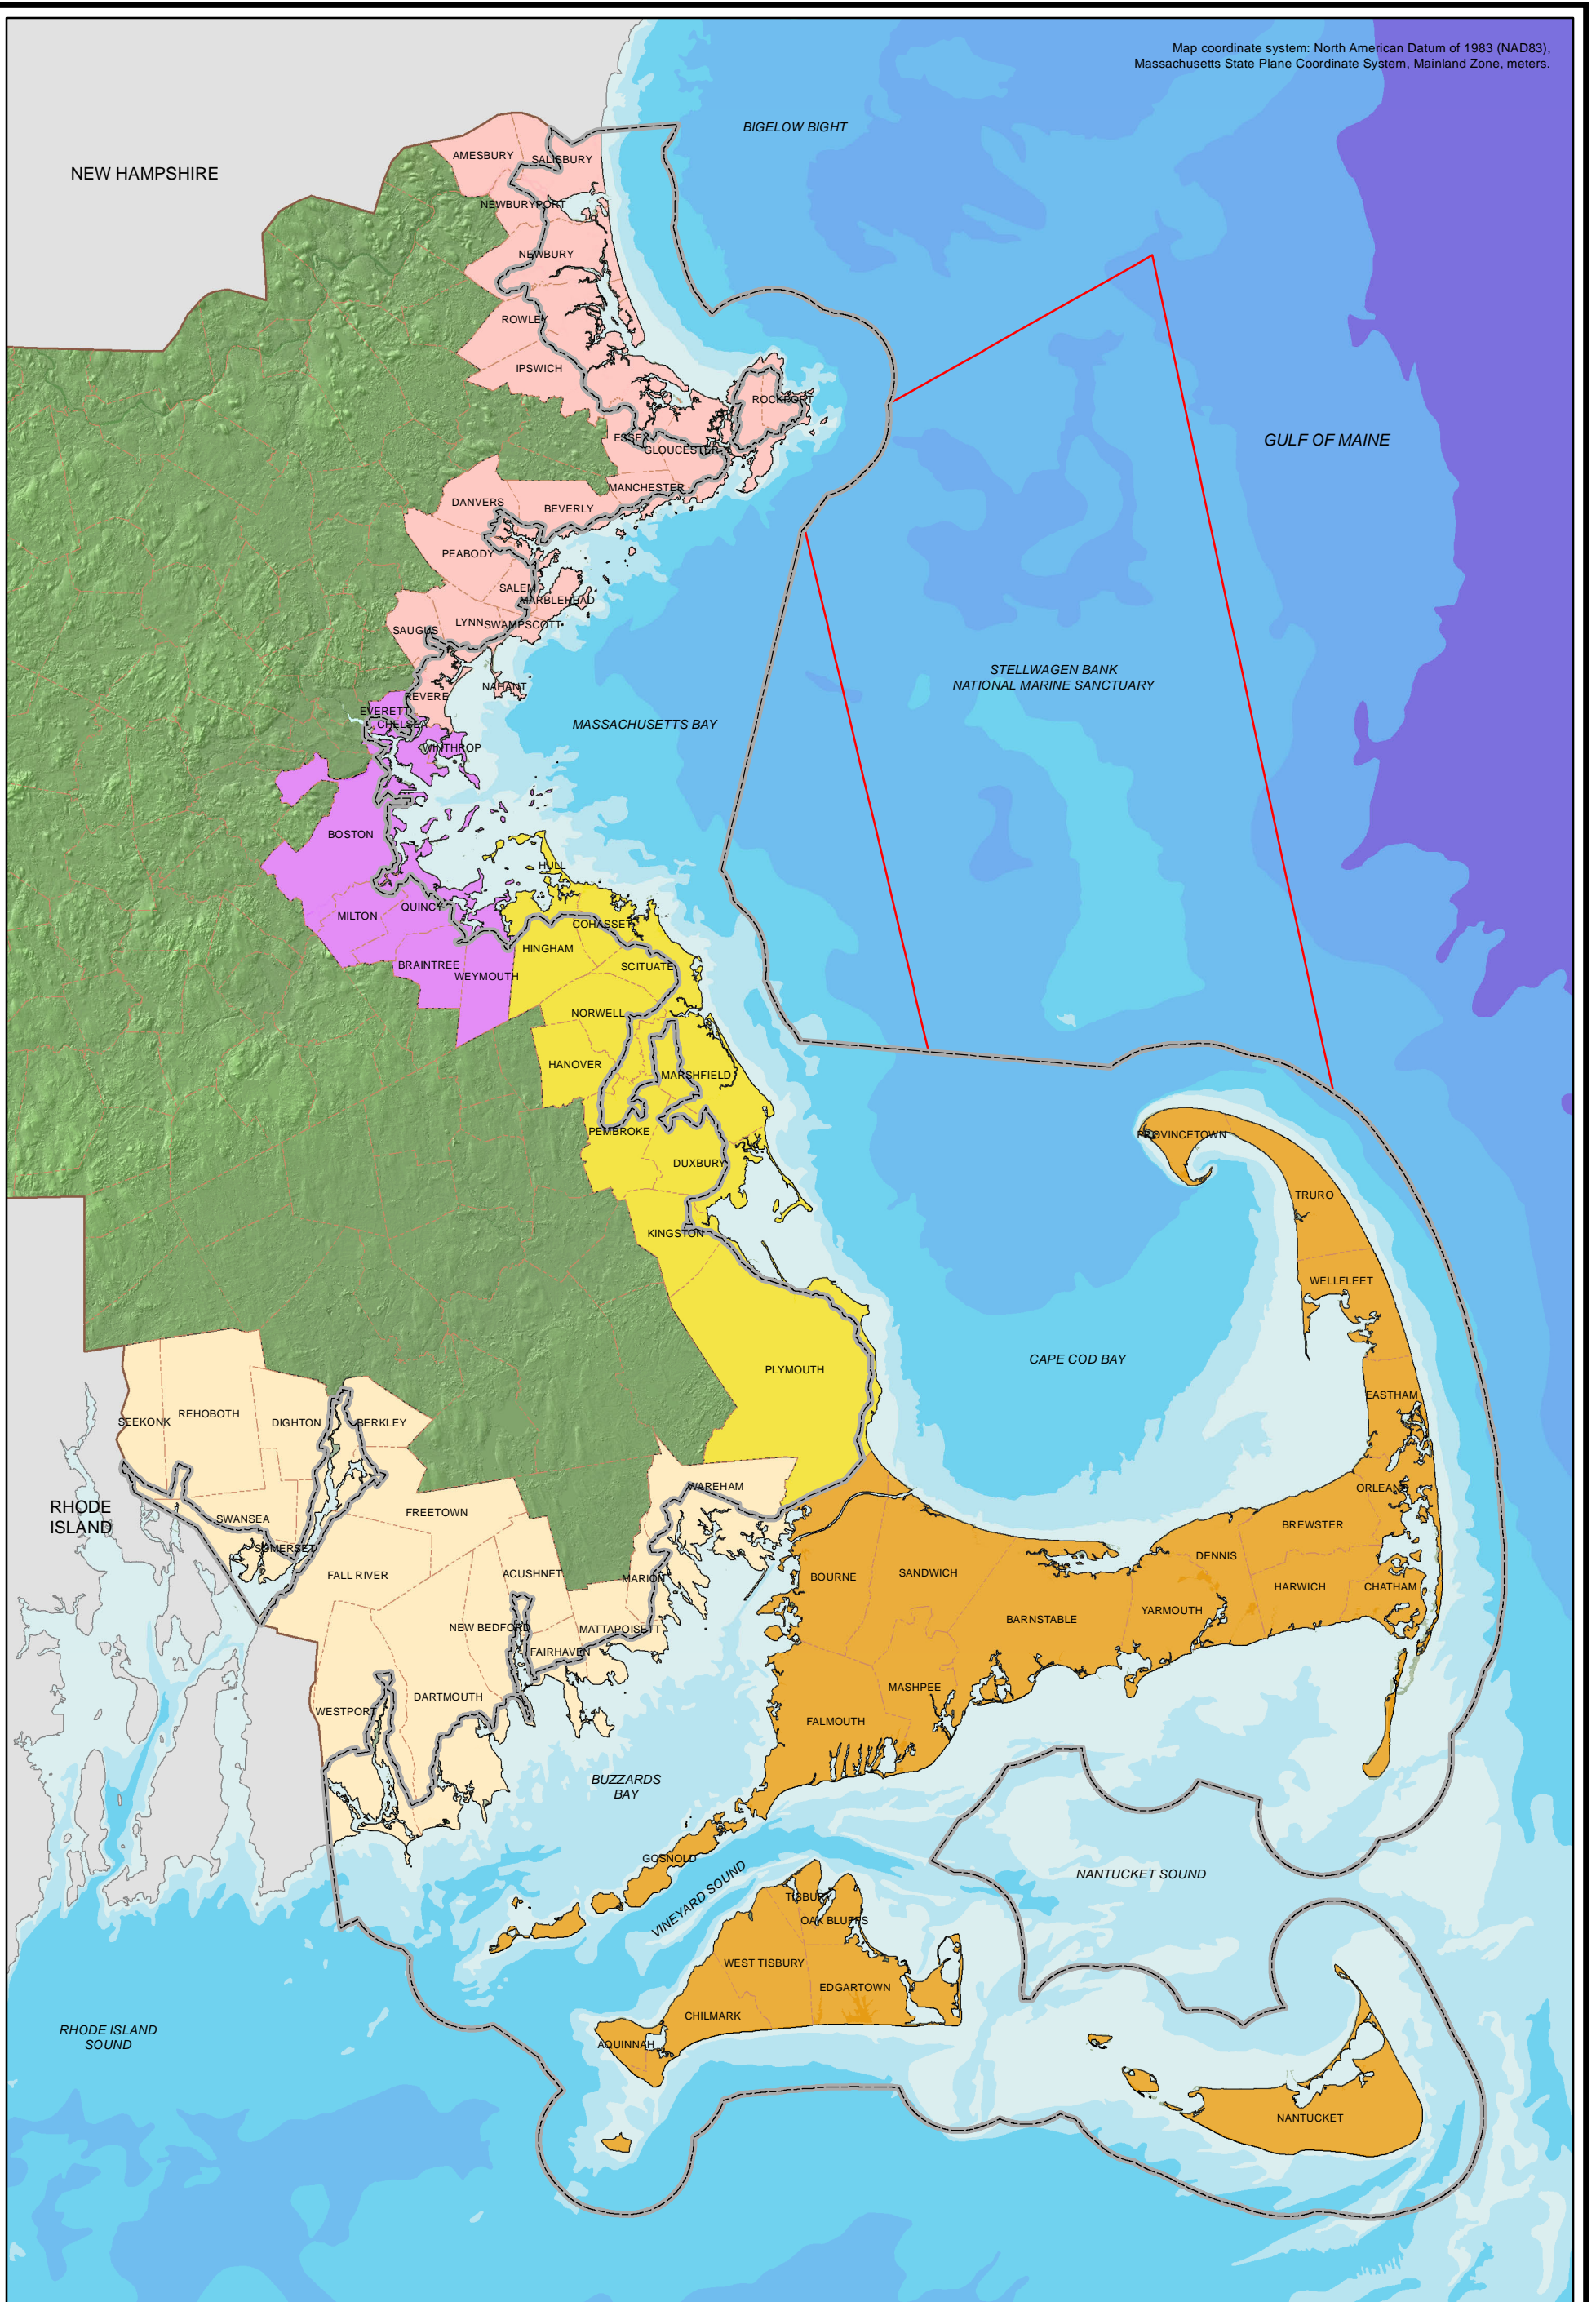 Map coordinate system: North American Datum of 1983 (NAD83),
Massachusetts State Plane Coordinate System, Mainland Zone, meters.
BIGELOW BIGHT
NEW HAMPSHIRE
AMESBURY
SALISBURY
NEWBURYPORT
NEWBURY
ROWLEY
IPSWICH
ROCKPORT
ESSEX
GLOUCESTER
GULF OF MAINE
MANCHESTER
DANVERS
BEVERLY
PEABODY
SALEM
MARBLEHEAD
LYNN
SWAMPSCOTT
SAUGUS
STELLWAGEN BANK
NATIONAL MARINE SANCTUARY
NAHANT
REVERE
EVERETT
CHELSEA
MASSACHUSETTS BAY
WINTHROP
BOSTON
HULL
QUINCY
MILTON
COHASSET
HINGHAM
BRAINTREE
WEYMOUTH
SCITUATE
NORWELL
HANOVER
MARSHFIELD
PEMBROKE
PROVINCETOWN
DUXBURY
TRURO
KINGSTON
WELLFLEET
CAPE COD BAY
PLYMOUTH
EASTHAM
SEEKONK
REHOBOTH
DIGHTON
BERKLEY
WAREHAM
ORLEANS
RHODE
ISLAND
SWANSEA
FREETOWN
BREWSTER
SOMERSET
DENNIS
FALL RIVER
ACUSHNET
MARION
BOURNE
SANDWICH
HARWICH
CHATHAM
YARMOUTH
BARNSTABLE
NEW BEDFORD
MATTAPOISETT
FAIRHAVEN
MASHPEE
DARTMOUTH
WESTPORT
FALMOUTH
BUZZARDS
BAY
GOSNOLD
VINEYARD SOUND
NANTUCKET SOUND
TISBURY
OAK BLUFFS
WEST TISBURY
EDGARTOWN
CHILMARK
RHODE ISLAND
SOUND
AQUINNAH
NANTUCKET